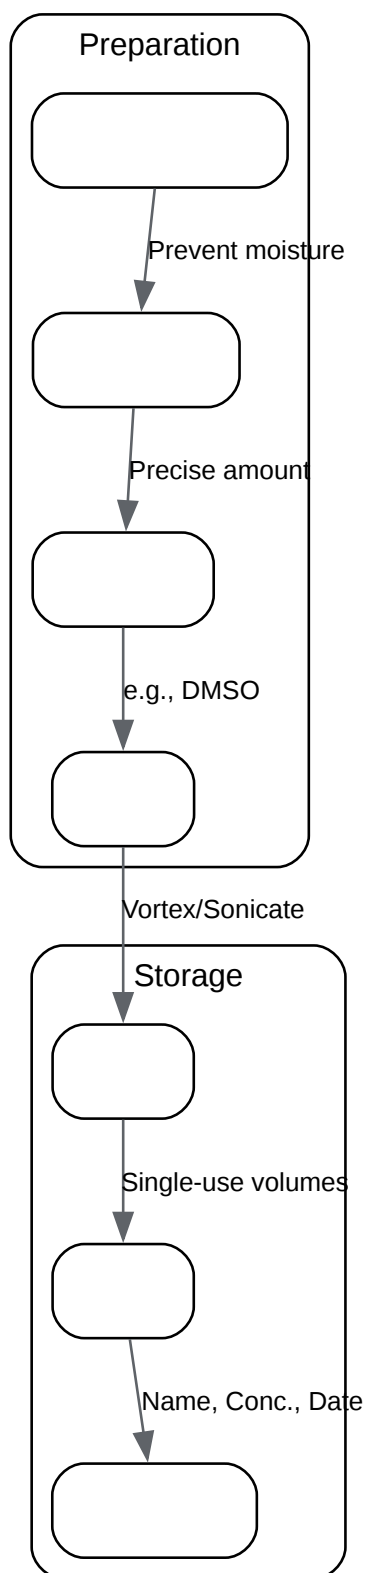 Preparation
Prevent moisture
Precise amount
e.g., DMSO
Vortex/Sonicate
Storage
Single-use volumes
Name, Conc., Date